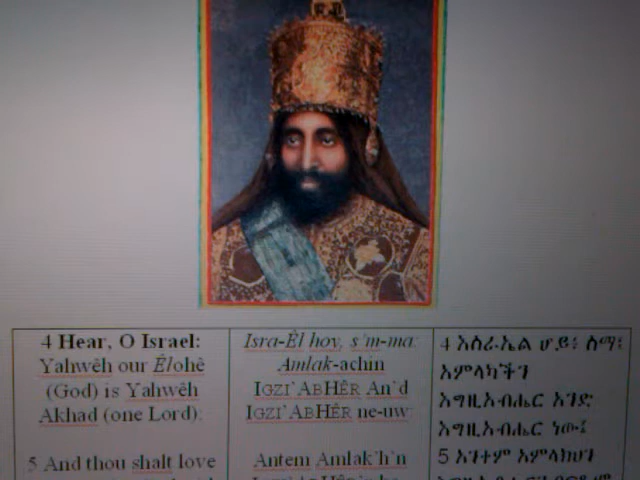 4 Hear, O Israel:
Yahwêh our Êlohê
(God) is Yahwêh
Akhad (one Lord):
5 And thou shalt love
Isra-Êl hoy, s'm-ma:
Amlak-achin
IGZI'ABHÊR An'd
IGZI'ABHÊR ne-uw:
Antem Amlak'h'n
4 እስራኤል ሆይ፥ ስማ፤
አምላካችን
እግዚአብሔር አንድ
እግዚአብሔር ነው፤
5 አንተም አምላክህን